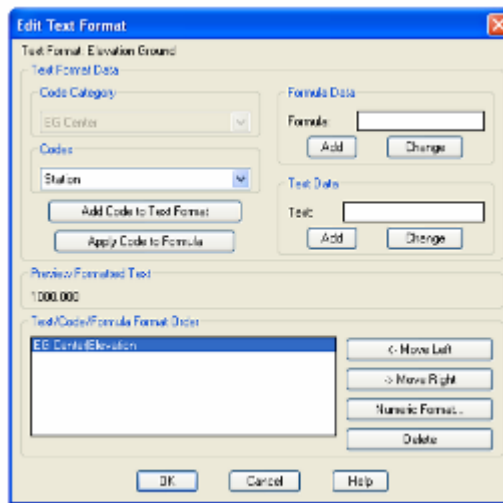 Edit Text Format
Text Format: Elevation Ground
Text Format Data
Code Category
EG Center
Codes
Station
Add Code to Text Format
Apply Code to Formula
Formula Data
Formula:
Add
Change
Text Data
Text:
Add
Change
Preview Formatted Text
1000.000
Text/Code/Formula Format Order
EG Center Elevation
<- Move Left
-> Move Right
Numeric Format...
Delete
OK
Cancel
Help